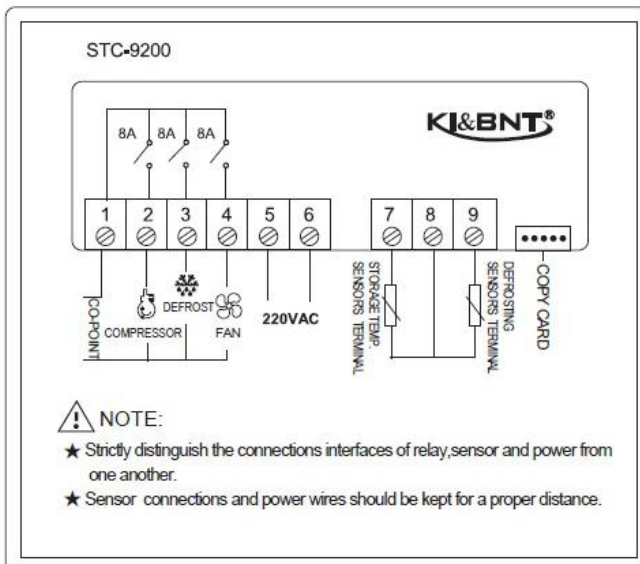 STC-9200
KI&BNT®
8A 8A 8A
1 2 3 4 5 6 7 8 9
CO-POINT
COMPRESSOR
DEFROST
FAN
220VAC
STORAGE TEMP.
SENSORS TERMINAL
DEFROSTING
SENSORS TERMINAL
COPY CARD
NOTE:
★ Strictly distinguish the connections interfaces of relay,sensor and power from
one another.
★ Sensor connections and power wires should be kept for a proper distance.